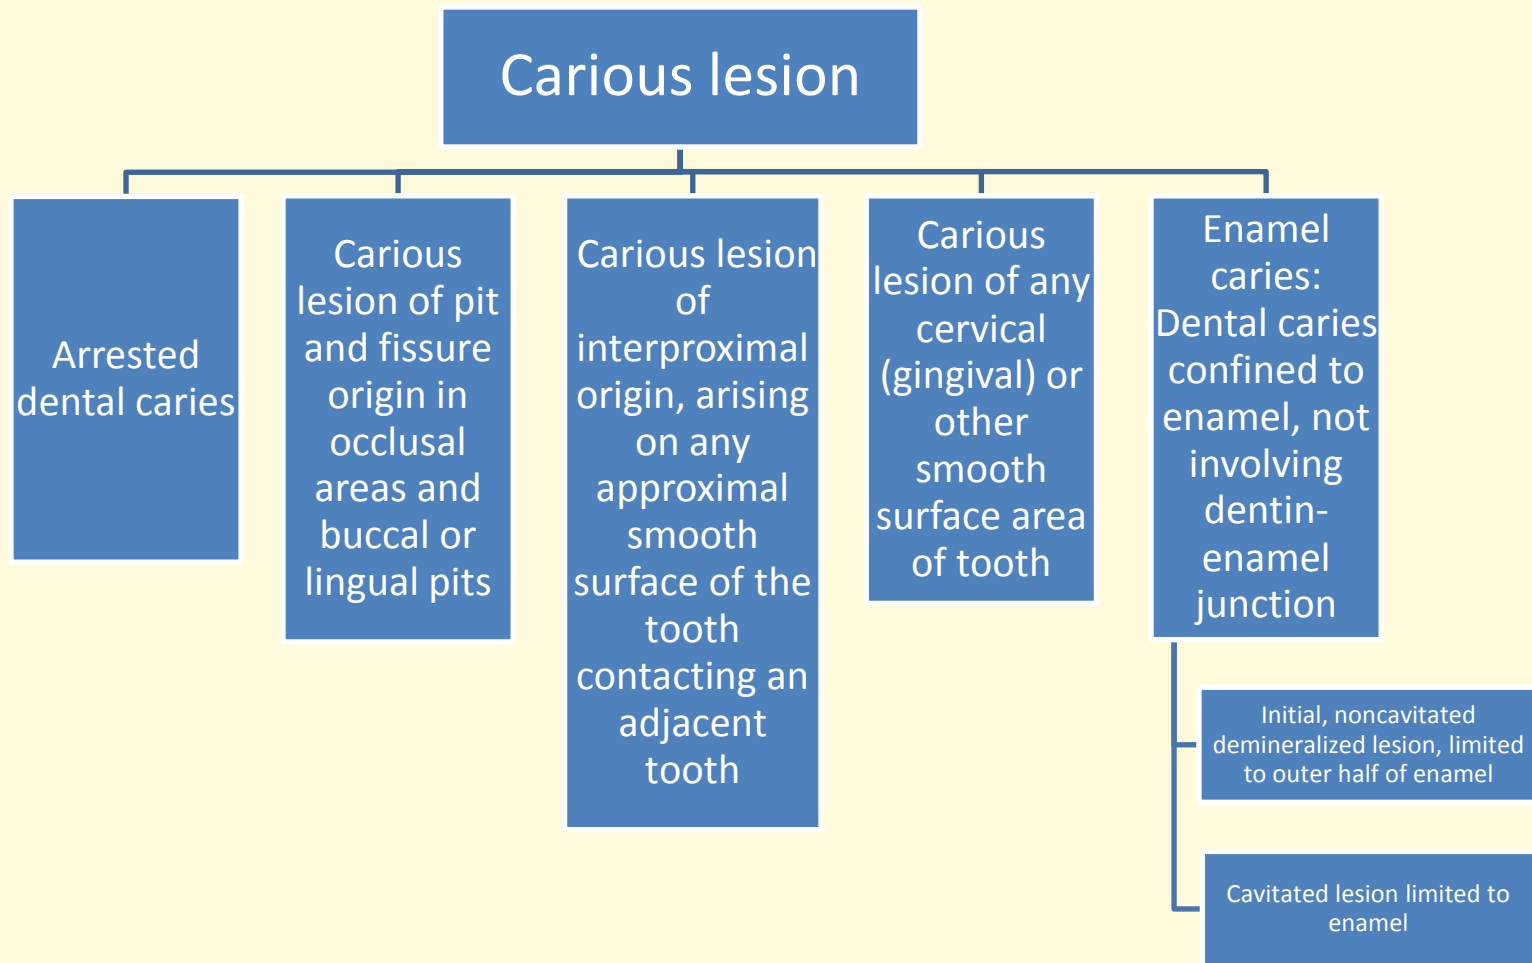 Carious lesion
Arrested
dental caries
Carious
lesion of pit
and fissure
origin in
occlusal
areas and
buccal or
lingual pits
Carious lesion
of
interproximal
origin, arising
on any
approximal
smooth
surface of the
tooth
contacting an
adjacent
tooth
Carious
lesion of any
cervical
(gingival) or
other
smooth
surface area
of tooth
Enamel
caries:
Dental caries
confined to
enamel, not
involving
dentin-
enamel
junction
Initial, noncavitated
demineralized lesion, limited
to outer half of enamel
Cavitated lesion limited to
enamel